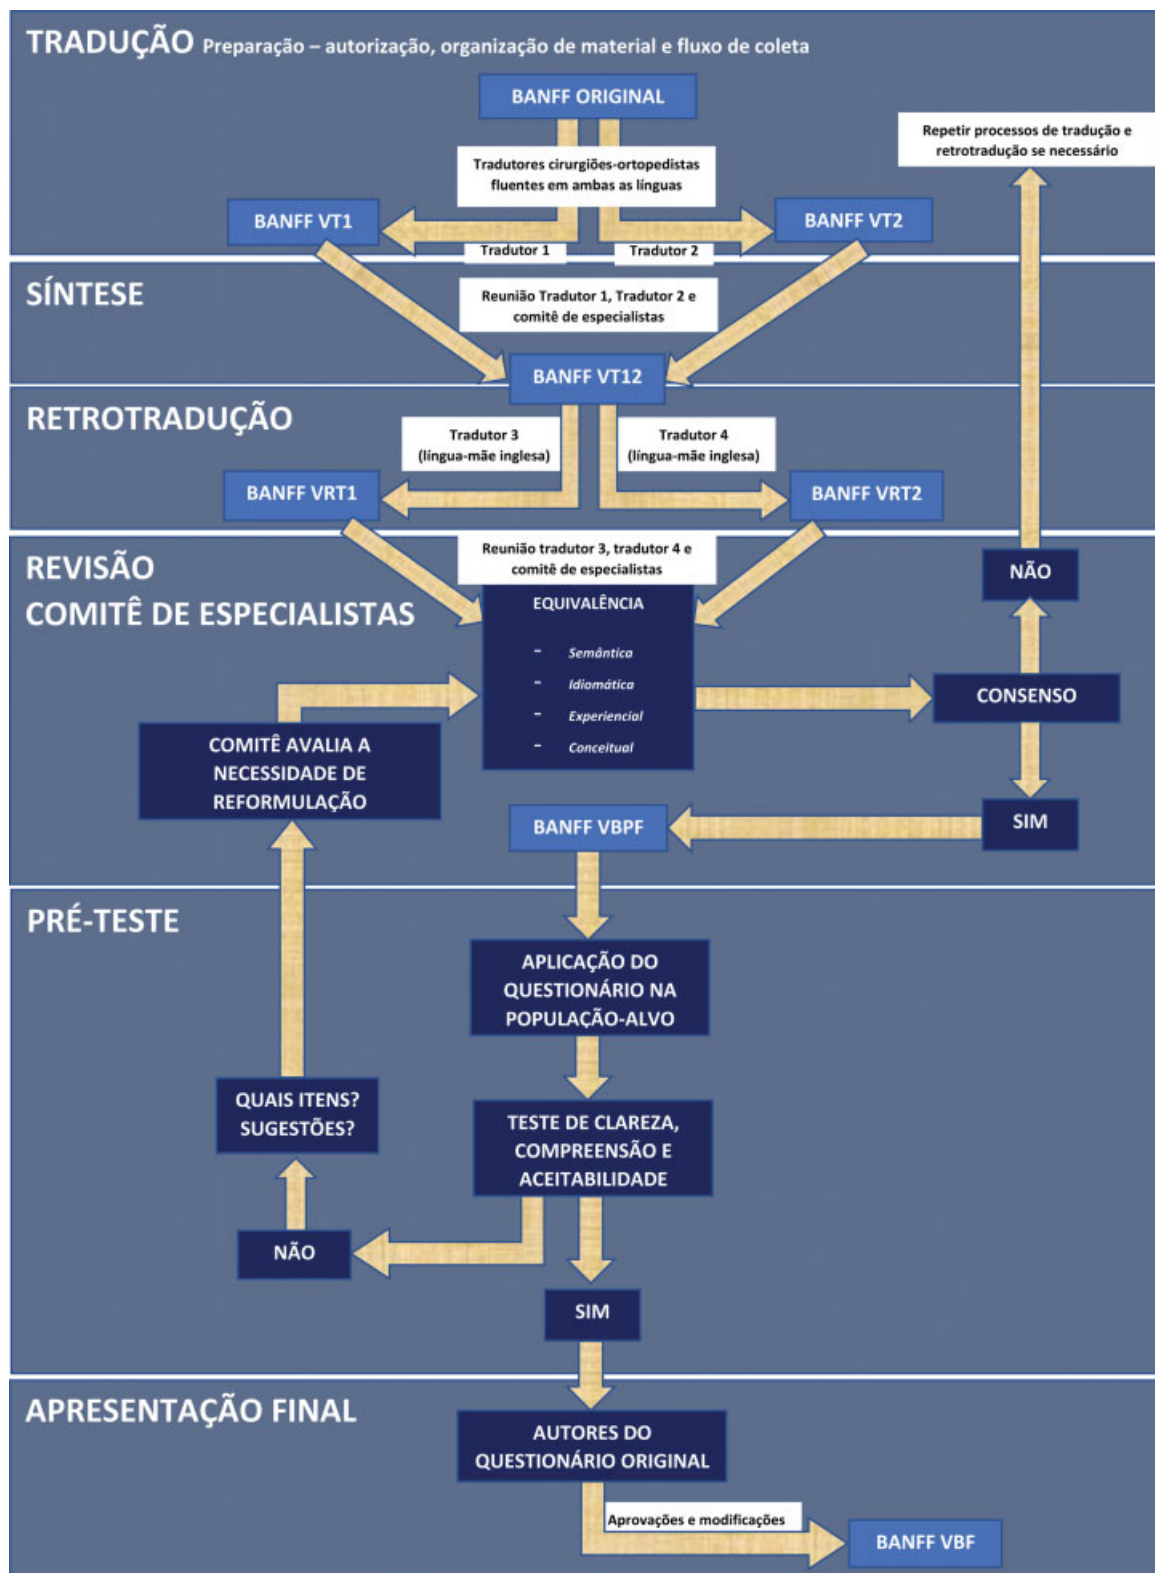 TRADUÇÃO Preparação – autorização, organização de material e fluxo de coleta
BANFF ORIGINAL
Repetir processos de tradução e
retrotradução se necessário
Tradutores cirurgiões-ortopedistas
fluentes em ambas as línguas
BANFF VT1
BANFF VT2
Tradutor 1
Tradutor 2
SÍNTESE
Reunião Tradutor 1, Tradutor 2 e
comitê de especialistas
BANFF VT12
RETROTRADUÇÃO
Tradutor 3
(língua-mãe inglesa)
Tradutor 4
(língua-mãe inglesa)
BANFF VRT1
BANFF VRT2
REVISÃO
COMITÊ DE ESPECIALISTAS
Reunião tradutor 3, tradutor 4 e
comitê de especialistas
NÃO
EQUIVALÊNCIA
- Semântica
- Idiomática
- Experiencial
- Conceitual
CONSENSO
COMITÊ AVALIA A
NECESSIDADE DE
REFORMULAÇÃO
BANFF VBPF
SIM
PRÉ-TESTE
APLICAÇÃO DO
QUESTIONÁRIO NA
POPULAÇÃO-ALVO
QUAIS ITENS?
SUGESTÕES?
TESTE DE CLAREZA,
COMPREENSÃO E
ACEITABILIDADE
NÃO
SIM
APRESENTAÇÃO FINAL
AUTORES DO
QUESTIONÁRIO ORIGINAL
Aprovações e modificações
BANFF VBF